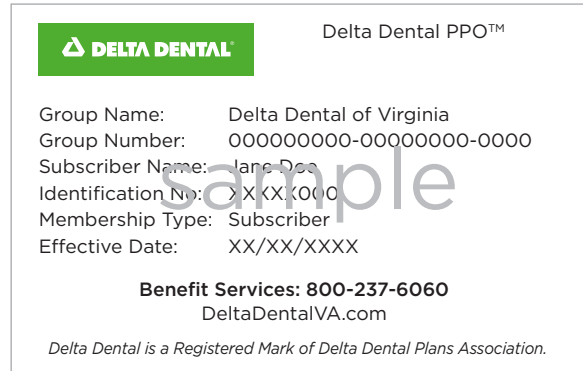 DELTA DENTAL®
Delta Dental PPO™
Group Name: Delta Dental of Virginia
Group Number: 000000000-00000000-0000
Subscriber Name: Jane Doe
Identification No: XXXXX000
Membership Type: Subscriber
Effective Date: XX/XX/XXXX
sample
Benefit Services: 800-237-6060
DeltaDentalVA.com
Delta Dental is a Registered Mark of Delta Dental Plans Association.